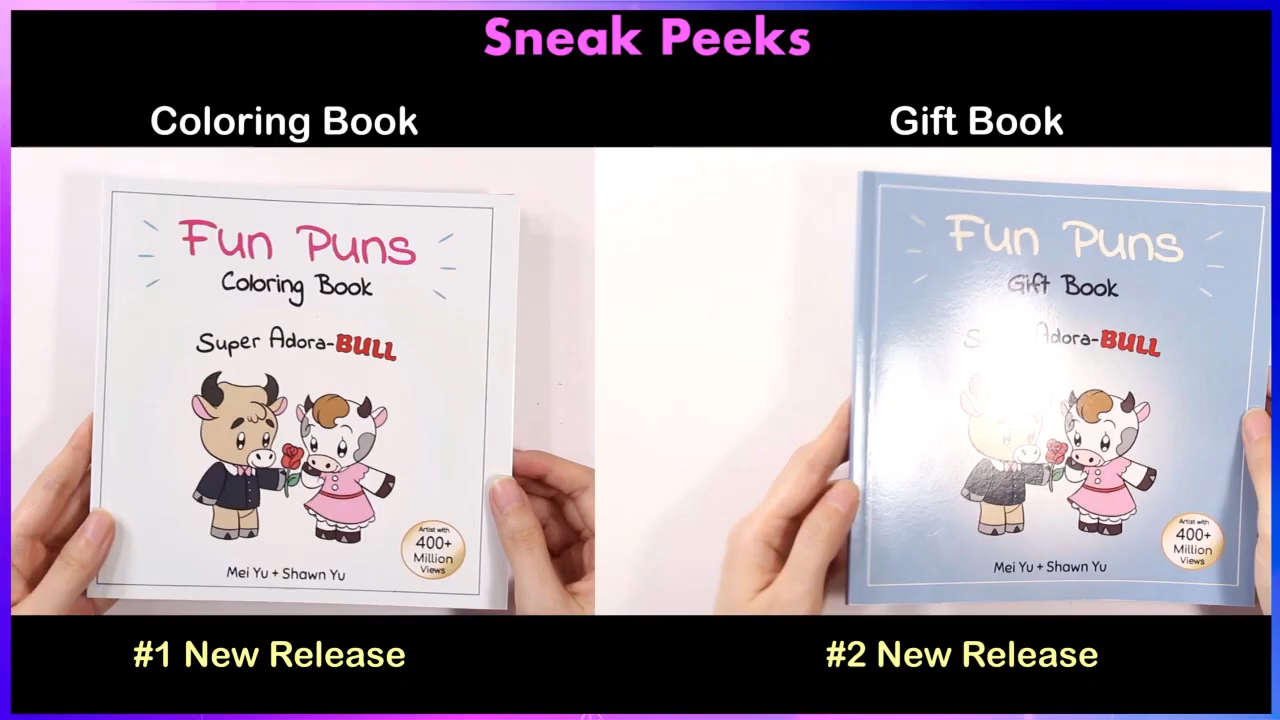 Sneak Peeks
Coloring Book
Gift Book
Fun Puns
Coloring Book
Super Adora-BULL
Artist with
400+
Million
Views
Mei Yu + Shawn Yu
Fun Puns
Gift Book
Adora-BULL
Artist with
400+
Million
Views
Mei Yu + Shawn Yu
#1 New Release
#2 New Release